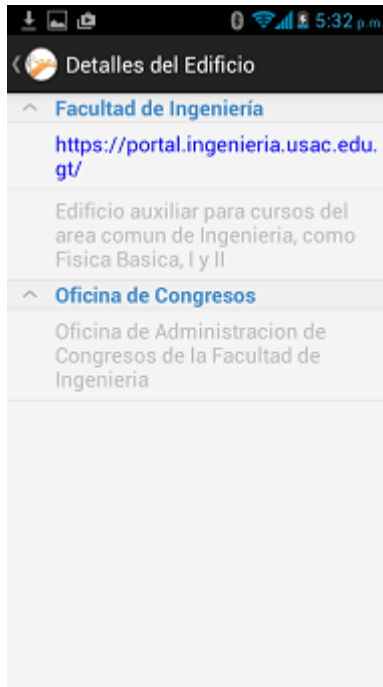 5:32 p.m
Detalles del Edificio
Facultad de Ingeniería
https://portal.ingenieria.usac.edu.
gt/
Edificio auxiliar para cursos del
area comun de Ingenieria, como
Fisica Basica, I y II
Oficina de Congresos
Oficina de Administracion de
Congresos de la Facultad de
Ingenieria